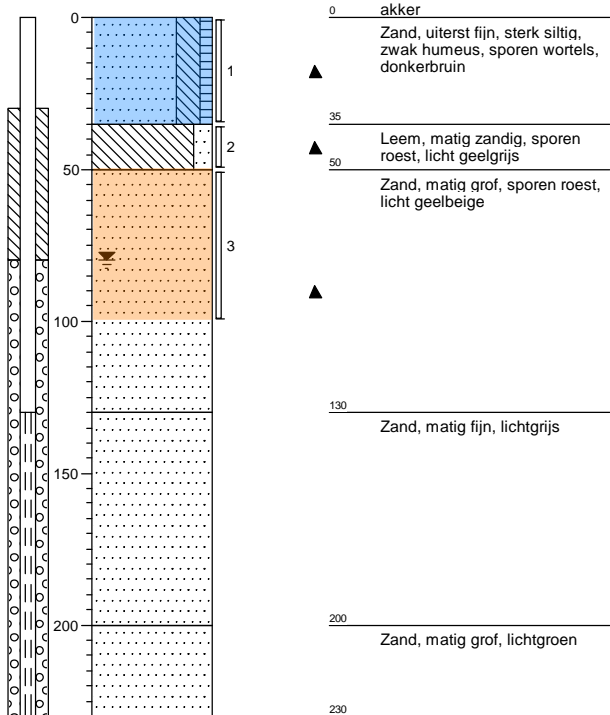 0
50
100
150
200
1
2
3
0
akker
Zand, uiterst fijn, sterk siltig,
zwak humeus, sporen wortels,
donkerbruin
35
Leem, matig zandig, sporen
roest, licht geelgrijs
50
Zand, matig grof, sporen roest,
licht geelbeige
130
Zand, matig fijn, lichtgrijs
200
Zand, matig grof, lichtgroen
230